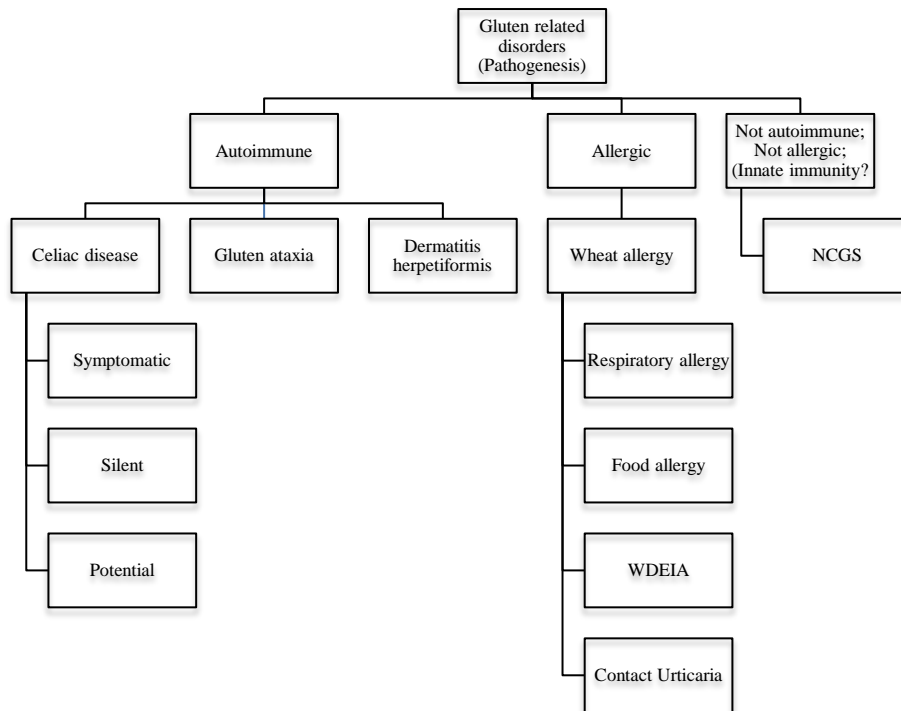 Gluten related
disorders
(Pathogenesis)
Autoimmune
Allergic
Not autoimmune;
Not allergic;
(Innate immunity?
Celiac disease
Gluten ataxia
Dermatitis
herpetiformis
Wheat allergy
NCGS
Symptomatic
Respiratory allergy
Silent
Food allergy
Potential
WDEIA
Contact Urticaria